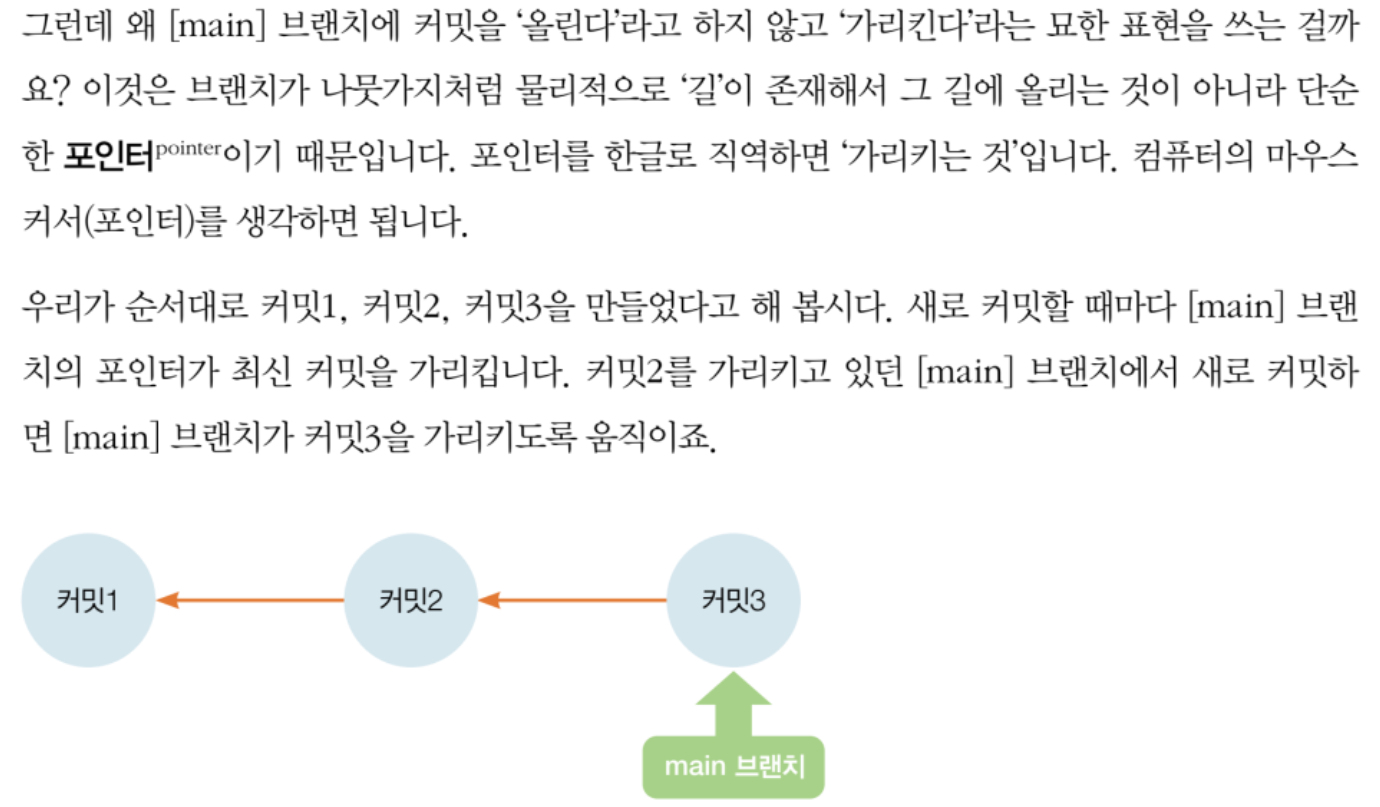 그런데 왜 [main] 브랜치에 커밋을 ‘올린다’라고 하지 않고 ‘가리킨다’라는 묘한 표현을 쓰는 걸까
요? 이것은 브랜치가 나뭇가지처럼 물리적으로 ‘길’이 존재해서 그 길에 올리는 것이 아니라 단순
한 포인터pointer이기 때문입니다. 포인터를 한글로 직역하면 ‘가리키는 것’입니다. 컴퓨터의 마우스
커서(포인터)를 생각하면 됩니다.
우리가 순서대로 커밋1, 커밋2, 커밋3을 만들었다고 해 봅시다. 새로 커밋할 때마다 [main] 브랜
치의 포인터가 최신 커밋을 가리킵니다. 커밋2를 가리키고 있던 [main] 브랜치에서 새로 커밋하
면 [main] 브랜치가 커밋3을 가리키도록 움직이죠.
커밋1
커밋2
커밋3
main 브랜치